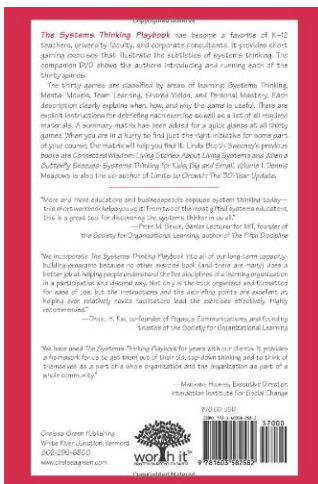 Copyrighted Material
The Systems Thinking Playbook has become a favorite of K–12
teachers, university faculty, and corporate consultants. It provides short
gaming exercises that illustrate the subtleties of systems thinking. The
companion DVD shows the authors introducing and running each of the
thirty games.
The thirty games are classified by areas of learning: Systems Thinking,
Mental Models, Team Learning, Shared Vision, and Personal Mastery. Each
description clearly explains when, how, and why the game is useful. There are
explicit instructions for debriefing each exercise as well as a list of all required
materials. A summary matrix has been added for a quick glance at all thirty
games. When you are in a hurry to find just the right initiative for some part
of your course, the matrix will help you find it. Linda Booth Sweeney's previous
books are Connected Wisdom: Living Stories About Living Systems and When a
Butterfly Sneezes: Systems Thinking for Kids, Big and Small, Volume 1. Dennis
Meadows is also the co-author of Limits to Growth: The 30-Year Update.
"More and more educators and businesspeople espouse system thinking today—
this short workbook helps you do it! From two of the most gifted systems educators,
this is a great tool for discovering the systems thinker in us all."
—Peter M. Senge, Senior Lecturer for MIT, founder of
the Society for Organizational Learning, author of The Fifth Discipline
"We incorporate The Systems Thinking Playbook into all of our long-term capacity-
building programs because no other exercise book (and there are many) does a
better job at helping people understand the five disciplines of a learning organization
in a participative and visceral way. Not only is the book organized and formatted
for ease of use, but the instructions and the debriefing points are excellent at
helping even relatively novice facilitators lead the exercises effectively. Highly
recommended."
—Daniel H. Kim, co-founder of Pegasus Communications, and founding
trustee of the Society for Organizational Learning
"We have used The Systems Thinking Playbook for years with our clients. It provides
a framework for us to get them out of their old, top-down thinking and to think of
themselves as a part of a whole organization and the organization as part of a
whole community."
—Marianne Hughes, Executive Director,
Interaction Institute for Social Change
$70.00 USD
Chelsea Green Publishing
White River Junction, Vermont
802-295-6300
www.chelseagreen.com
worth it™
57000
9 781603 582582
Copyrighted Material